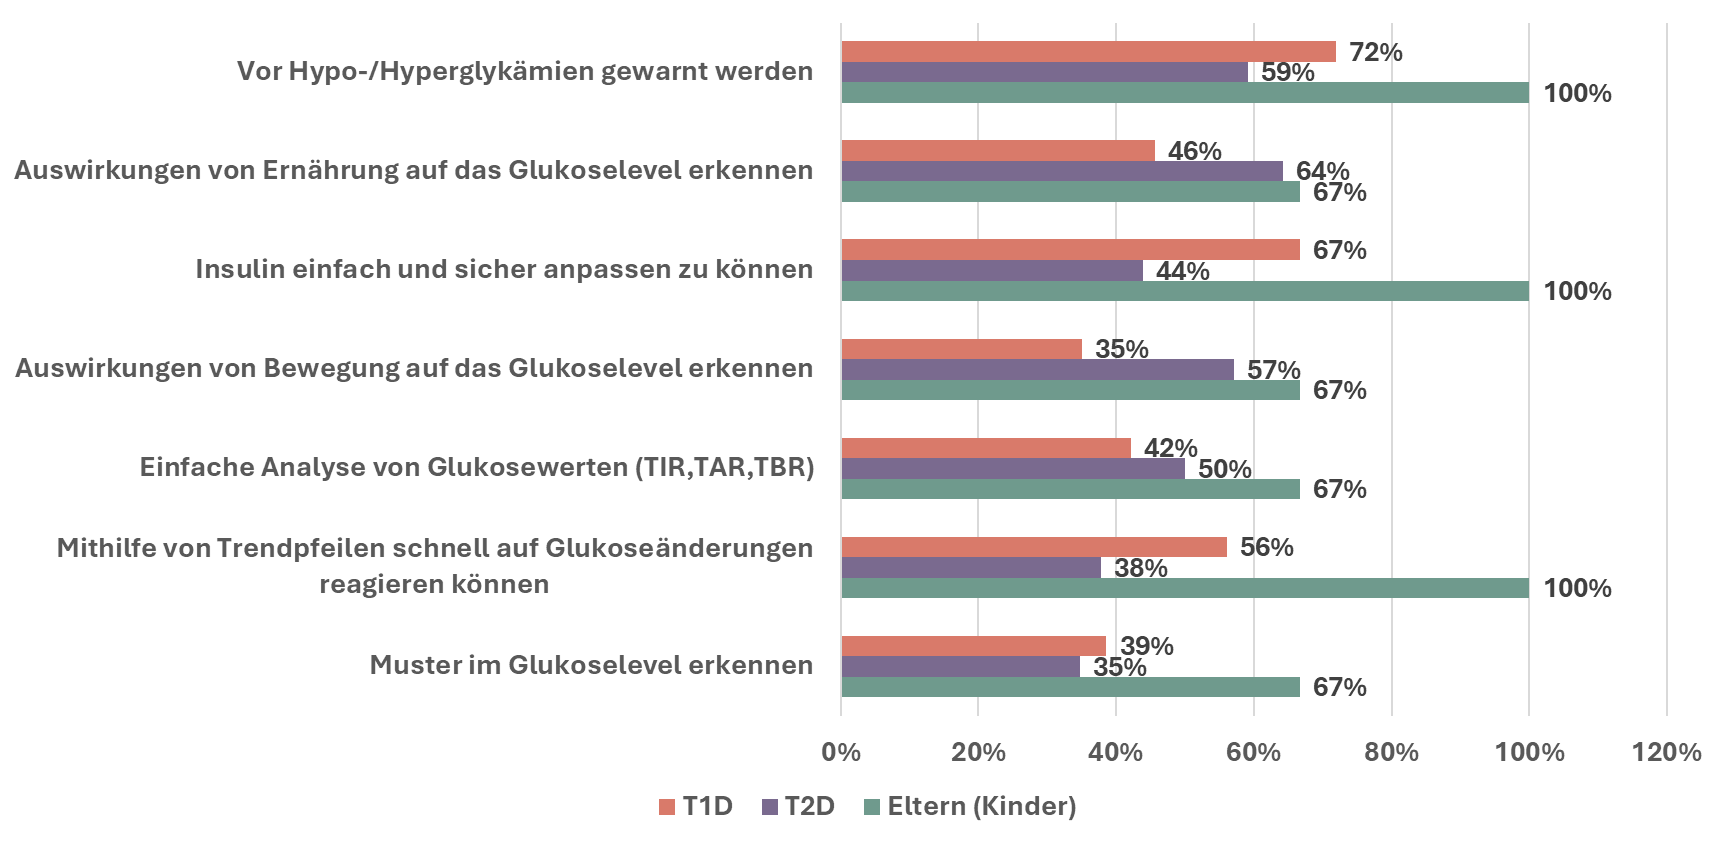 Vor Hypo-/Hyperglykämien gewarnt werden
72%
59%
100%
Auswirkungen von Ernährung auf das Glukoselevel erkennen
46%
64%
67%
Insulin einfach und sicher anpassen zu können
67%
44%
100%
Auswirkungen von Bewegung auf das Glukoselevel erkennen
35%
57%
67%
Einfache Analyse von Glukosewerten (TIR,TAR,TBR)
42%
50%
67%
Mithilfe von Trendpfeilen schnell auf Glukoseänderungen
reagieren können
56%
38%
100%
Muster im Glukoselevel erkennen
39%
35%
67%
0% 20% 40% 60% 80% 100% 120%
T1D T2D Eltern (Kinder)